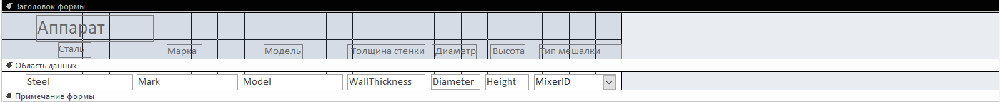 Заголовок формы
Аппарат
Сталь Марка Модель Толщина стенки Диаметр Высота Тип мешалки
Область данных
Steel Mark Model WallThickness Diameter Height MixerID
Примечание формы